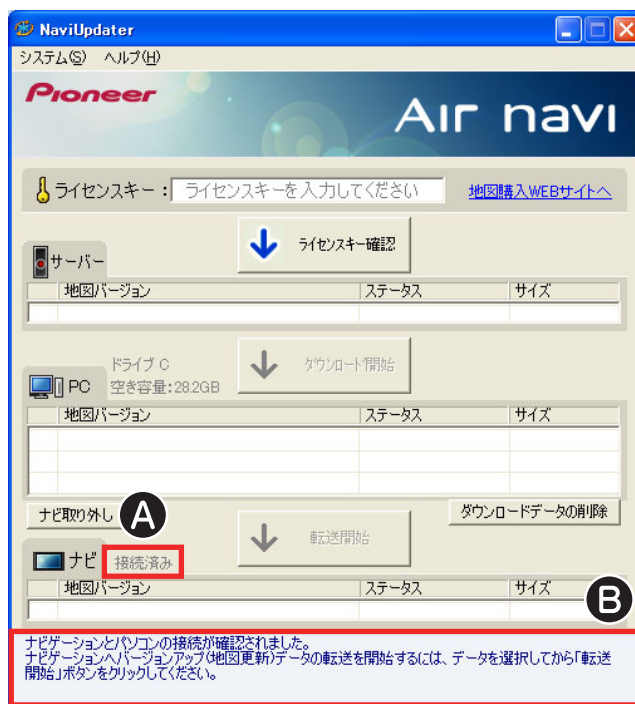 NaviUpdater
システム(S) ヘルプ(H)
Pioneer
AIr navI
ライセンスキー： ライセンスキーを入力してください 地図購入WEBサイトへ
ライセンスキー確認
サーバー
地図バージョン ステータス サイズ
ドライブ C
ダウンロード開始
PC 空き容量:28.2GB
地図バージョン ステータス サイズ
ナビ取り外し A ダウンロードデータの削除
転送開始
ナビ 接続済み
地図バージョン ステータス サイズ
B
ナビゲーションとパソコンの接続が確認されました。
ナビゲーションへバージョンアップ(地図更新)データの転送を開始するには、データを選択してから「転送
開始」ボタンをクリックしてください。